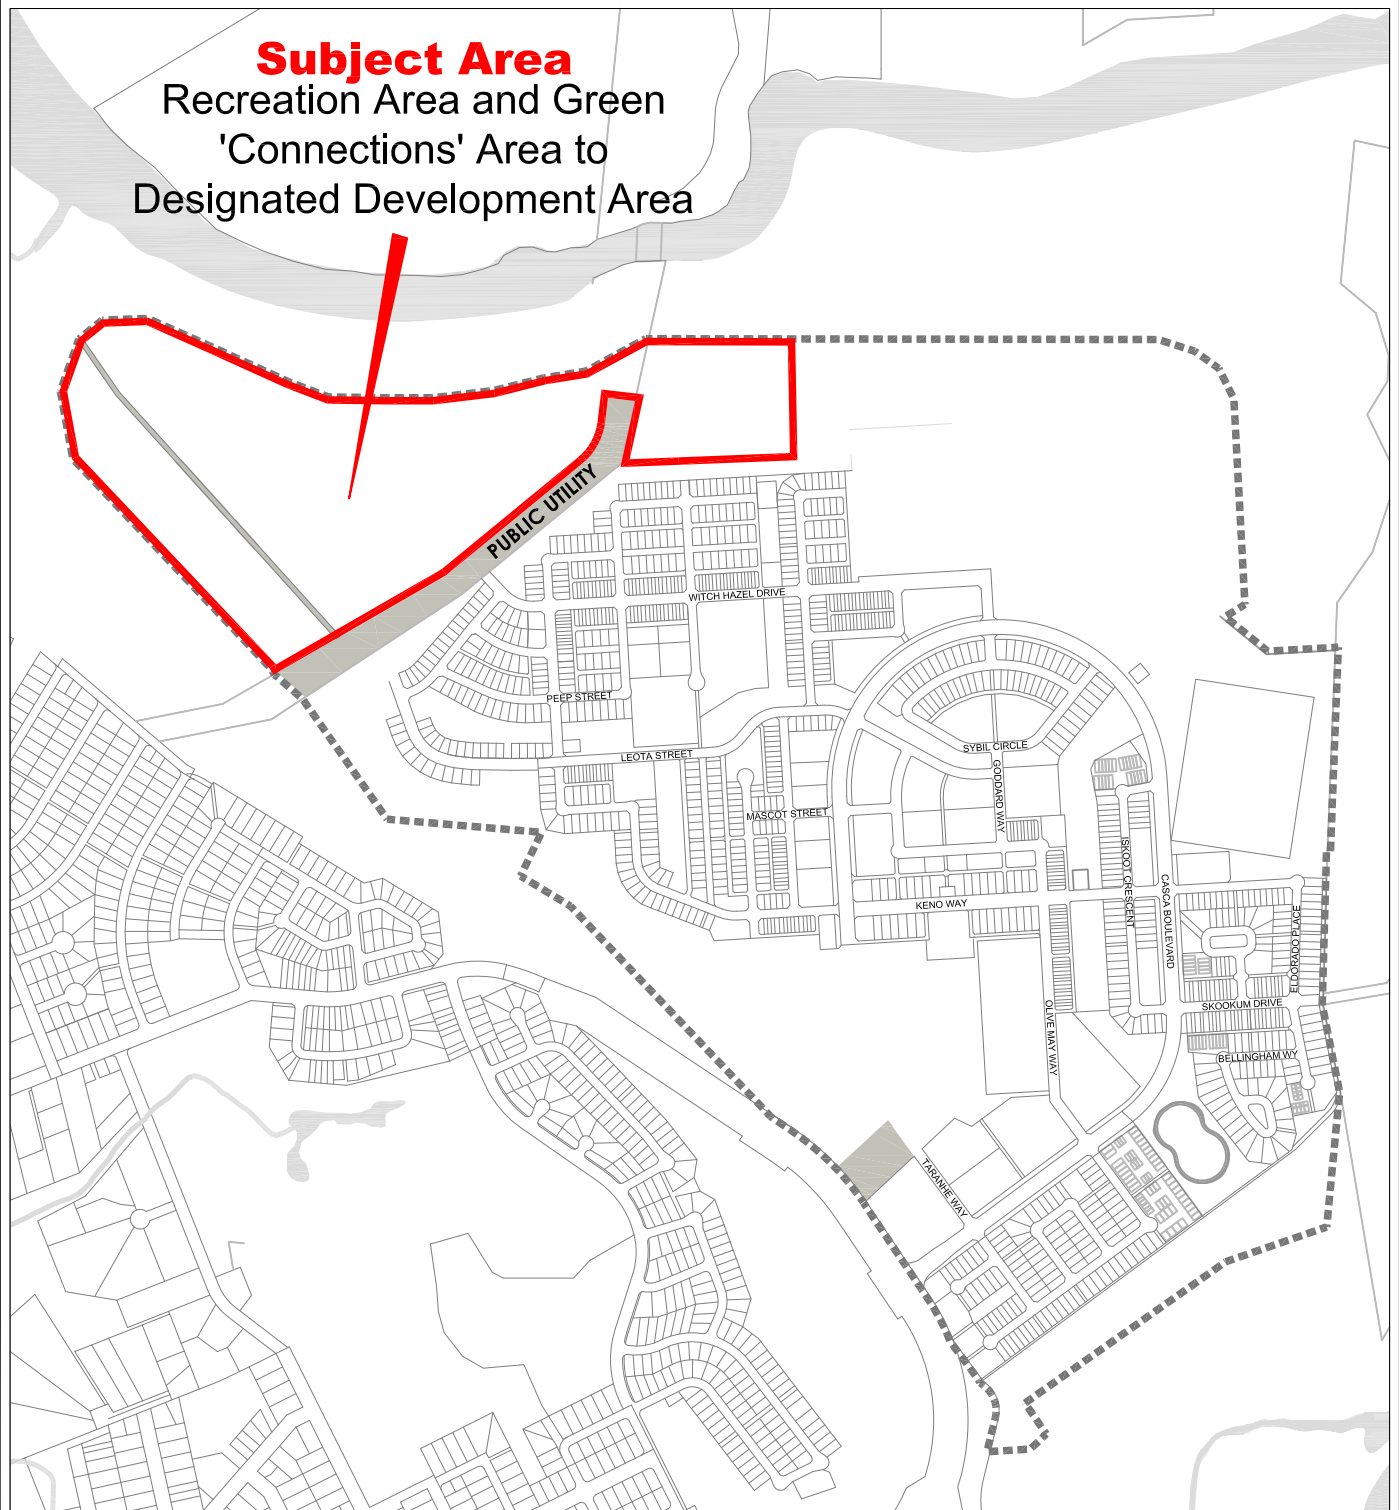 Subject Area
Recreation Area and Green
'Connections' Area to
Designated Development Area
PUBLIC UTILITY
WITCH HAZEL DRIVE
PEEP STREET
LEOTA STREET
SYBIL CIRCLE
GODDARD WAY
MASCOT STREET
ISKOOT CRESCENT
CASCA BOULEVARD
KENO WAY
ELDORADO PLACE
SKOOKUM DRIVE
OLIVE MAY WAY
BELLINGHAM WY
TARANHE WAY